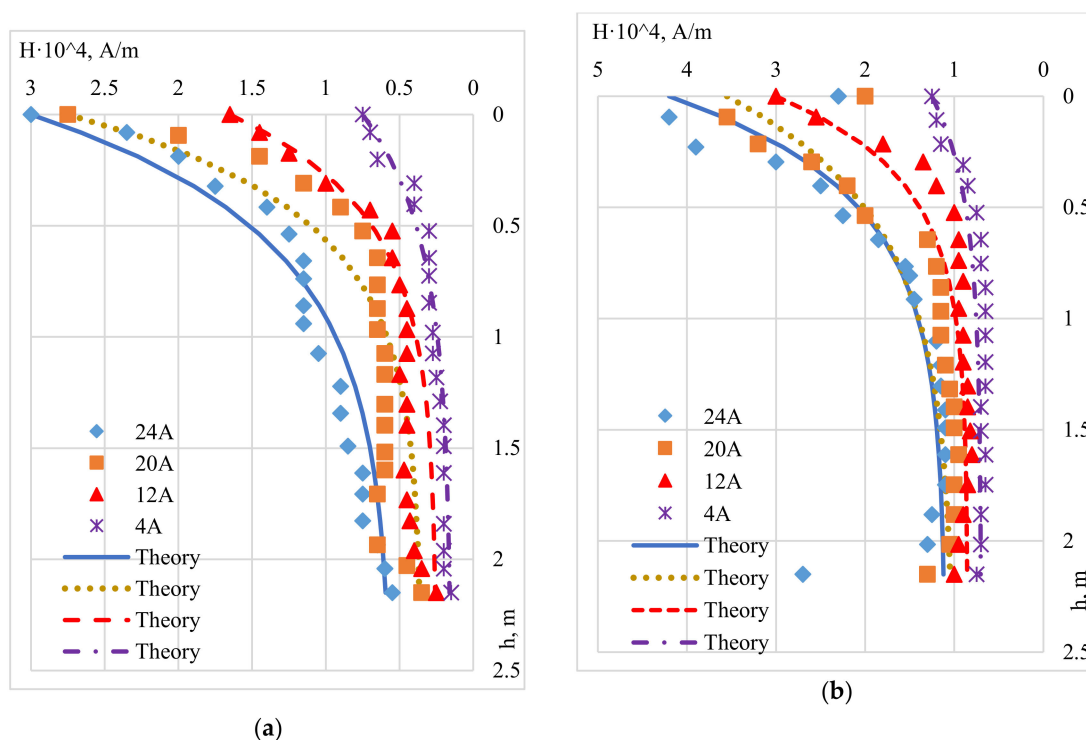 H·10^4, A/m
3 2.5 2 1.5 1 0.5 0
0
0.5
1
1.5
2
2.5
h, m
24A
20A
12A
4A
Theory
Theory
Theory
Theory
(a)
H·10^4, A/m
5 4 3 2 1 0
0
0.5
1
1.5
2
2.5
h, m
24A
20A
12A
4A
Theory
Theory
Theory
Theory
(b)